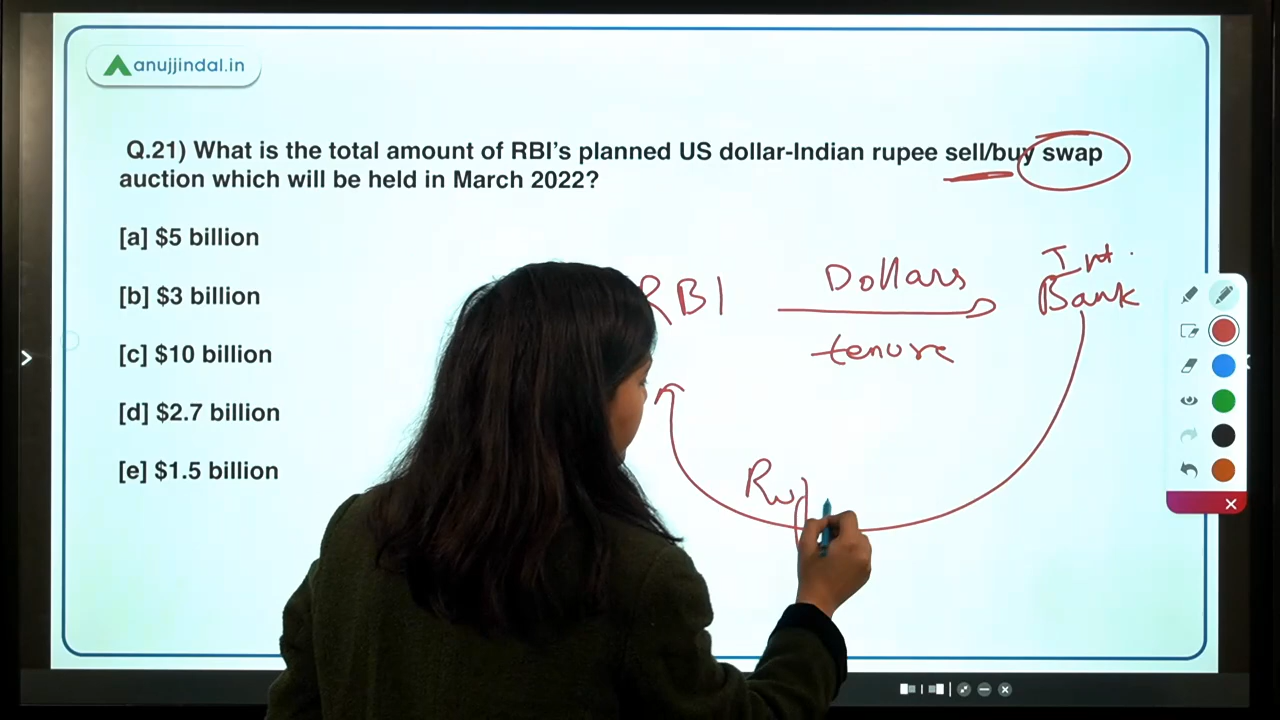 anujjindal.in
Q.21) What is the total amount of RBI's planned US dollar-Indian rupee sell/buy swap
auction which will be held in March 2022?
[a] $5 billion
[b] $3 billion
[c] $10 billion
[d] $2.7 billion
[e] $1.5 billion
RBI
Dollars
tenure
Int.
Bank
Rup